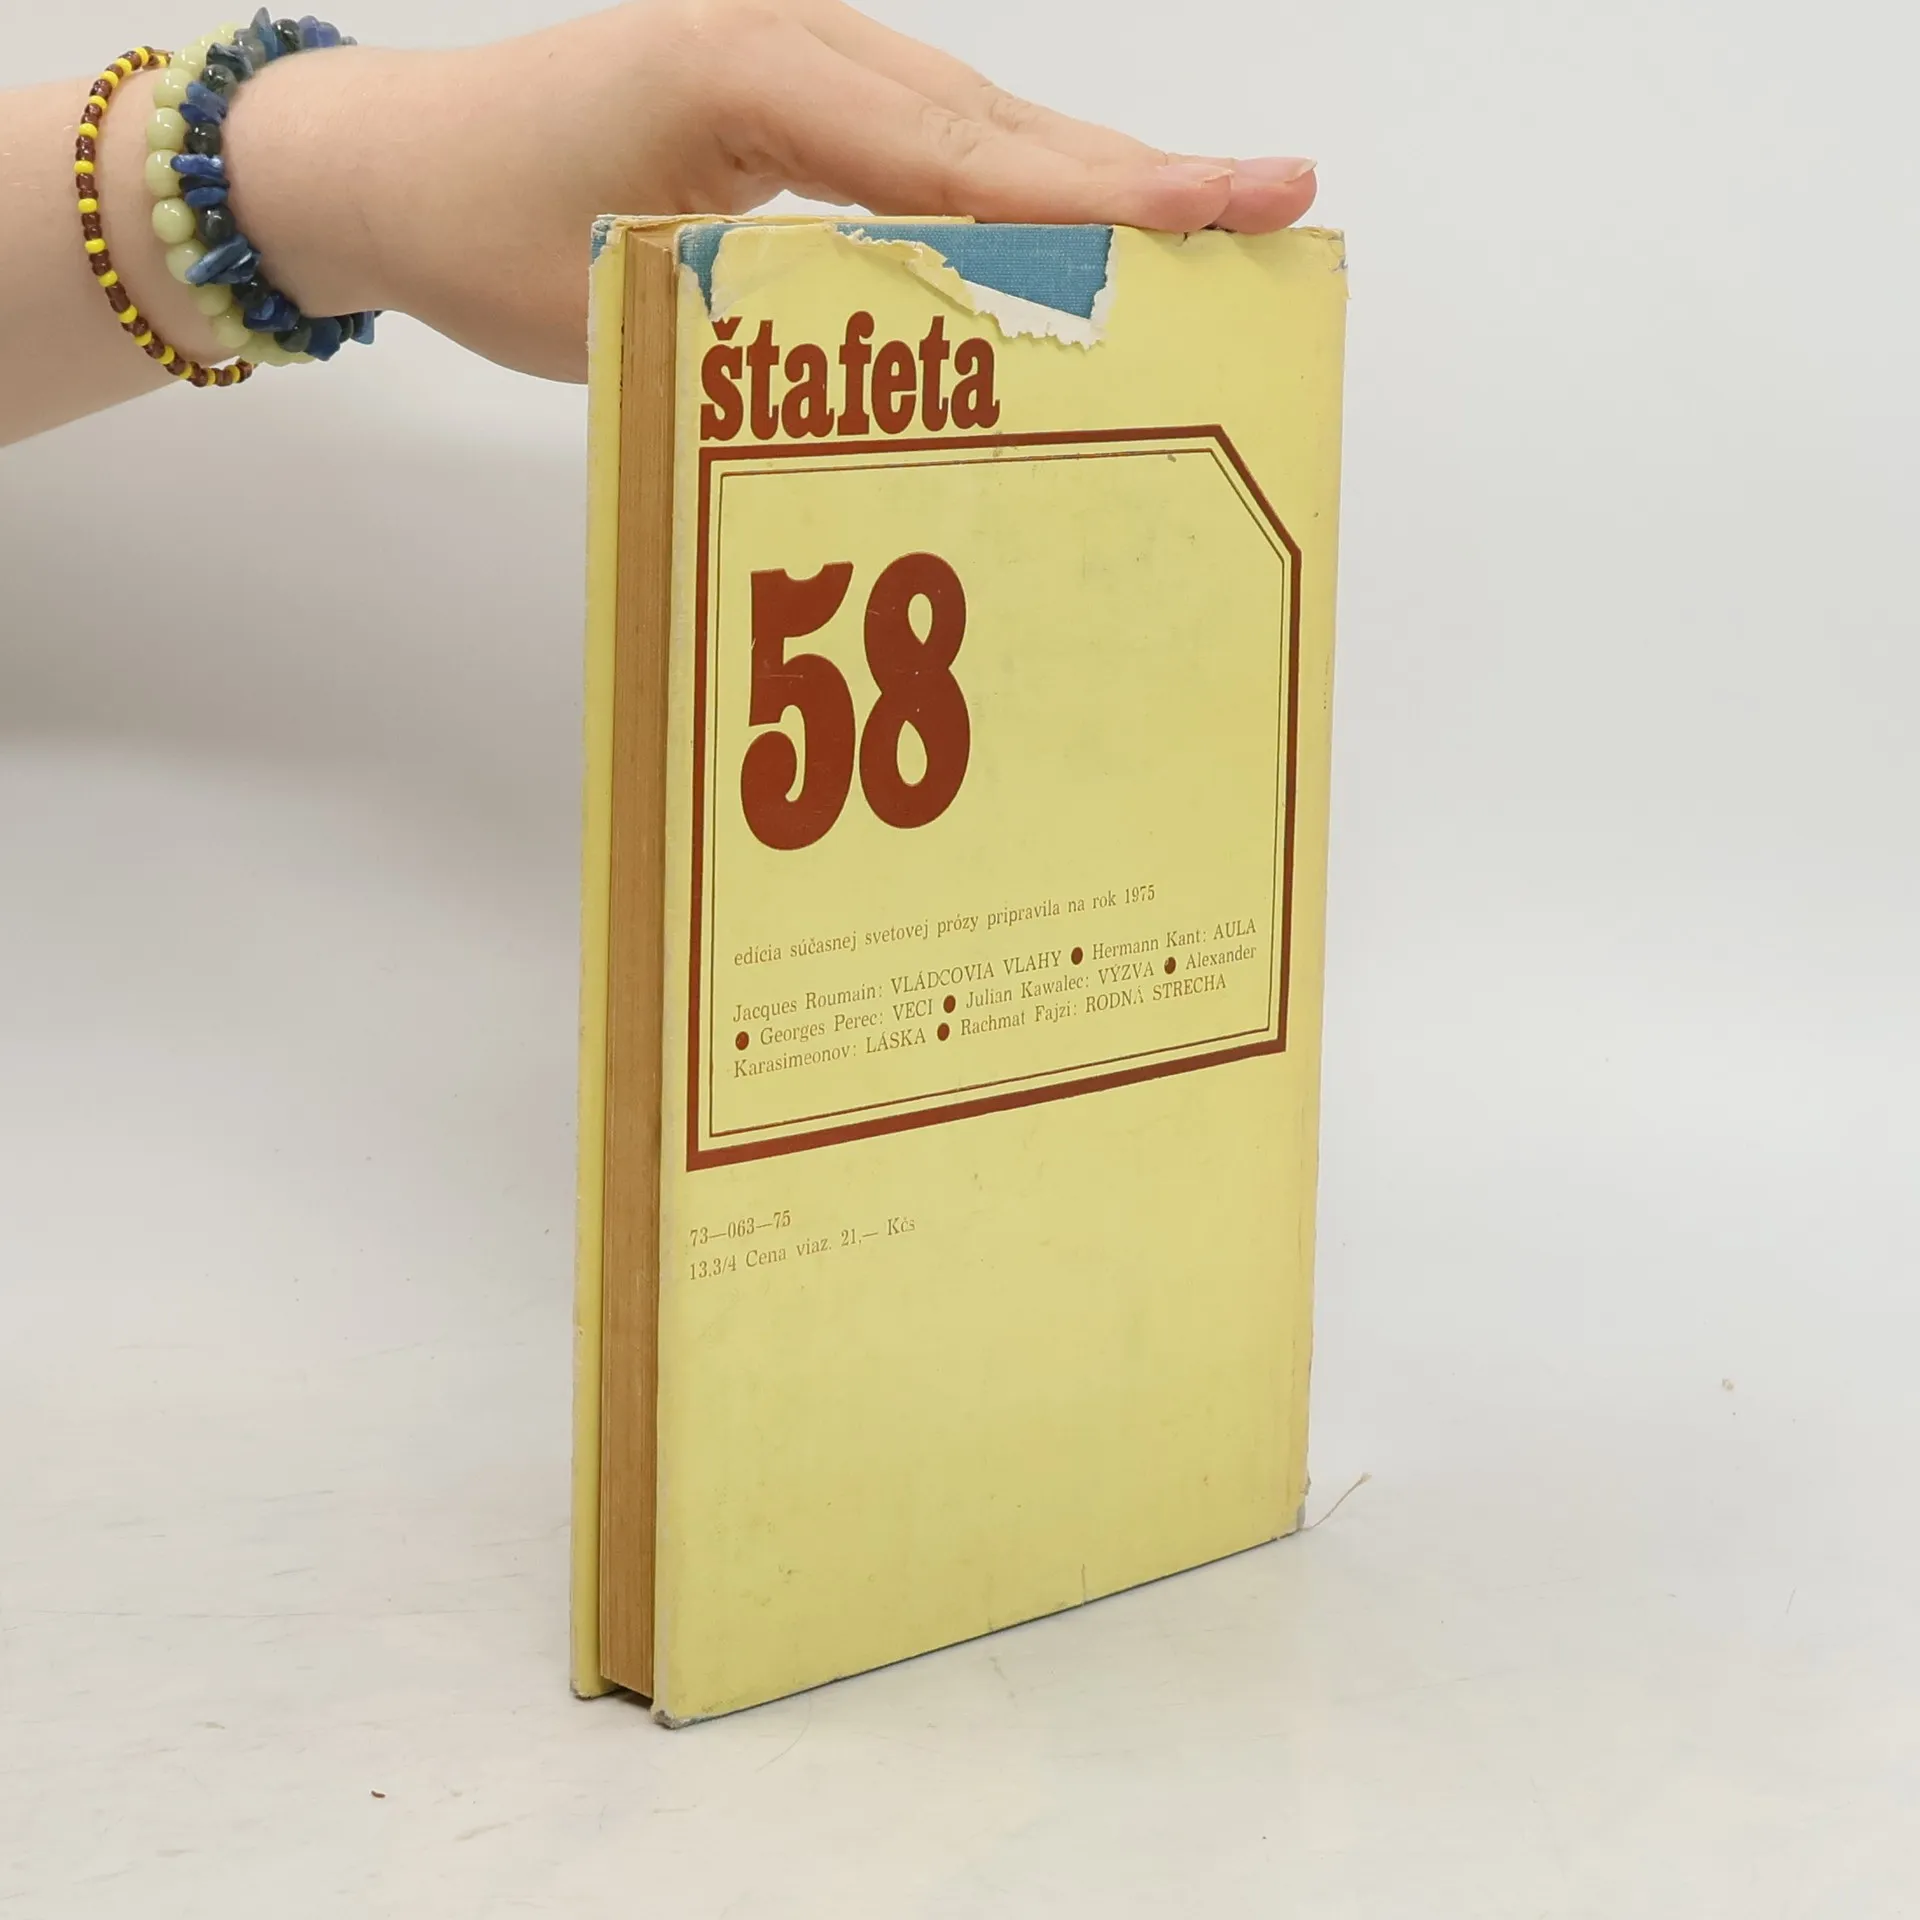 štafeta
58
edícia súčasnej svetovej prózy pripravila na rok 1975
Jacques Roumain: VLÁDCOVIA VLAHY ● Hermann Kant: AULA
● Georges Perec: VECI ● Julian Kawalec: VÝZVA ● Alexander
Karasimeonov: LÁSKA ● Rachmat Fajzi: RODNÁ STRECHA
73—063—75
13.3/4 Cena viaz. 21,— Kčs